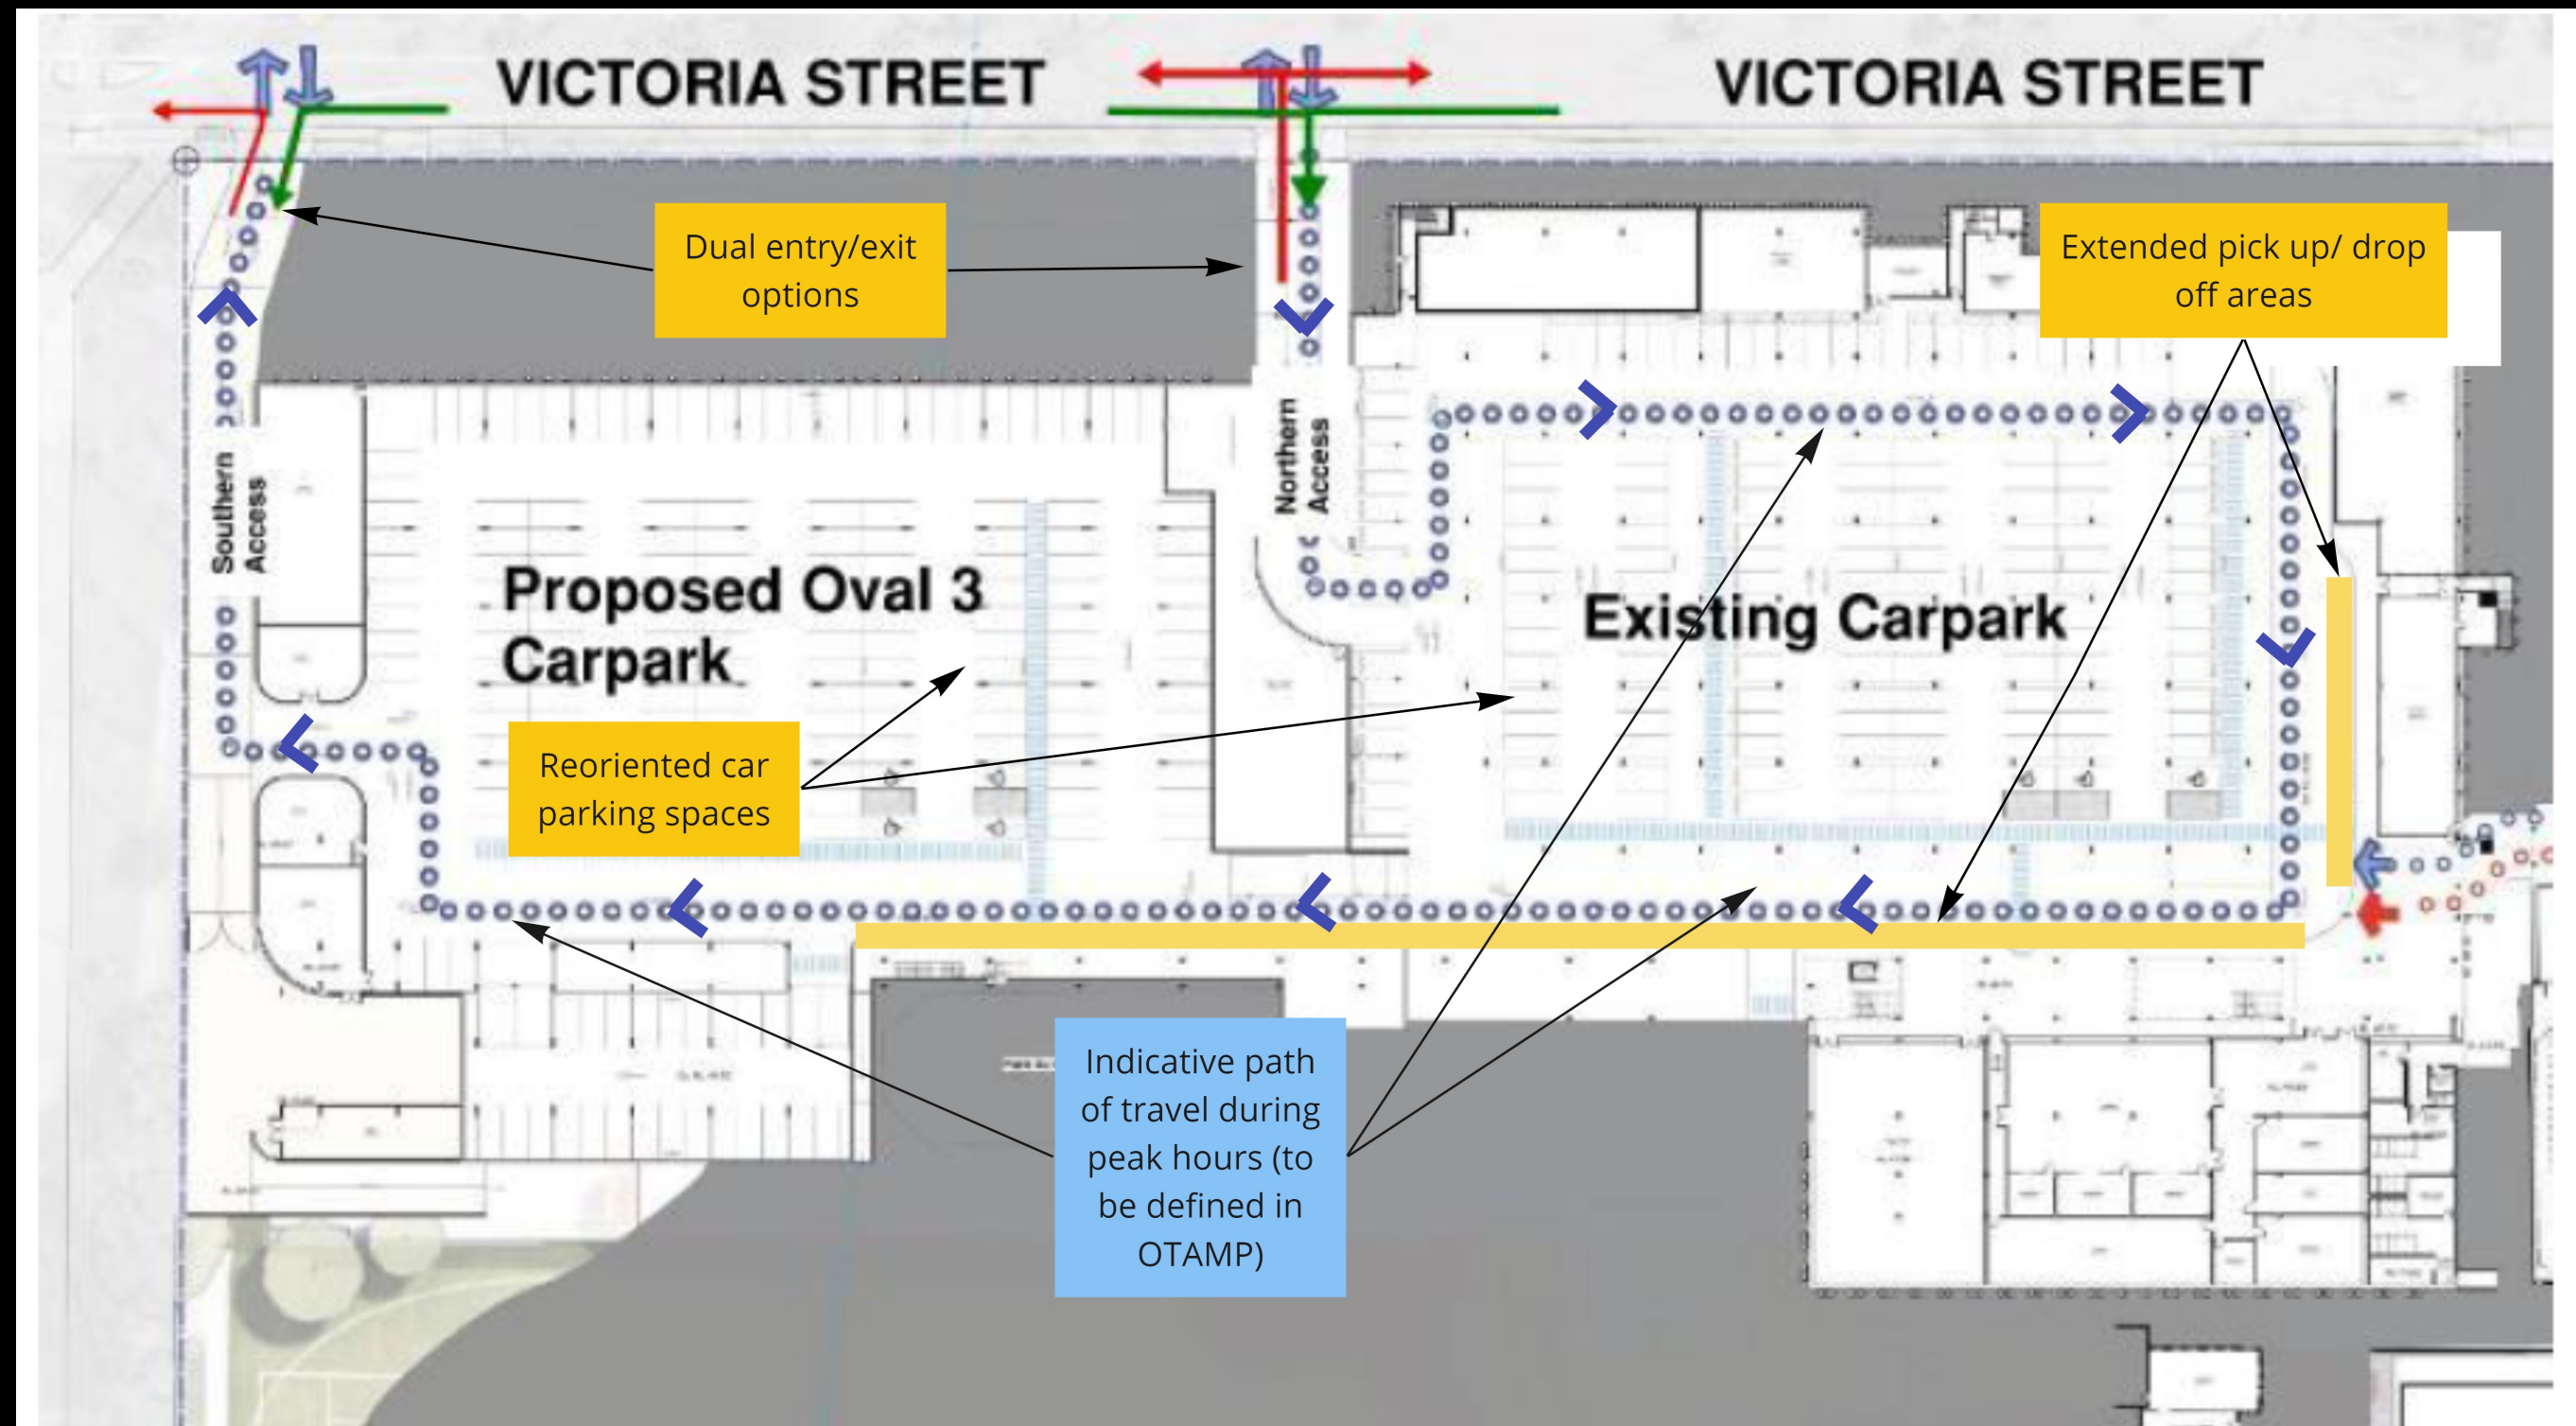 VICTORIA STREET
VICTORIA STREET
Dual entry/exit
options
Extended pick up/ drop
off areas
Southern
Access
Northern
Access
Proposed Oval 3
Carpark
Existing Carpark
Reoriented car
parking spaces
Indicative path
of travel during
peak hours (to
be defined in
OTAMP)